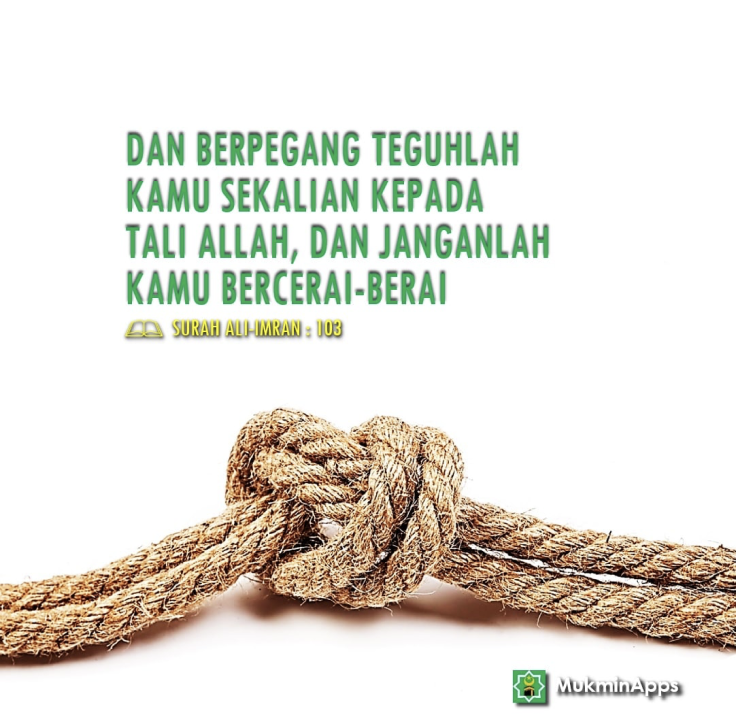 DAN BERPEGANG TEGUHLAH
KAMU SEKALIAN KEPADA
TALI ALLAH, DAN JANGANLAH
KAMU BERCERAI-BERAI
SURAH ALI-IMRAN : 103
MukminApps